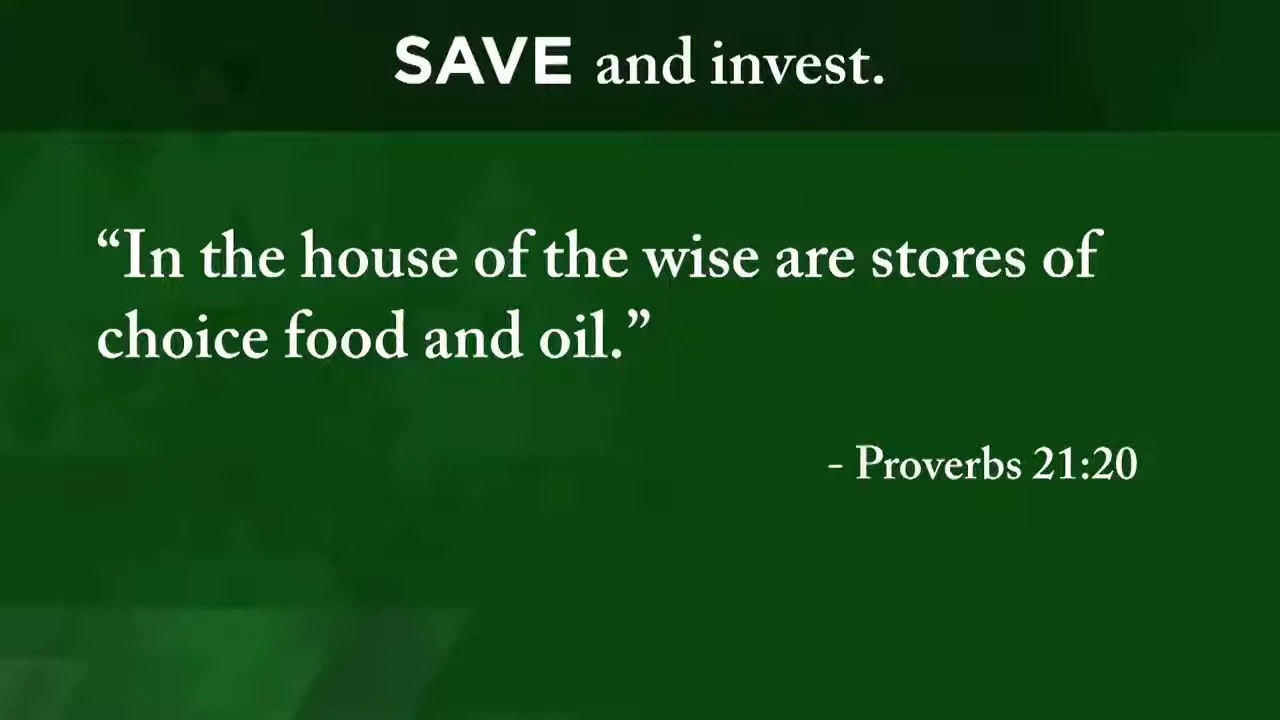 SAVE and invest.
“In the house of the wise are stores of
choice food and oil.”
- Proverbs 21:20